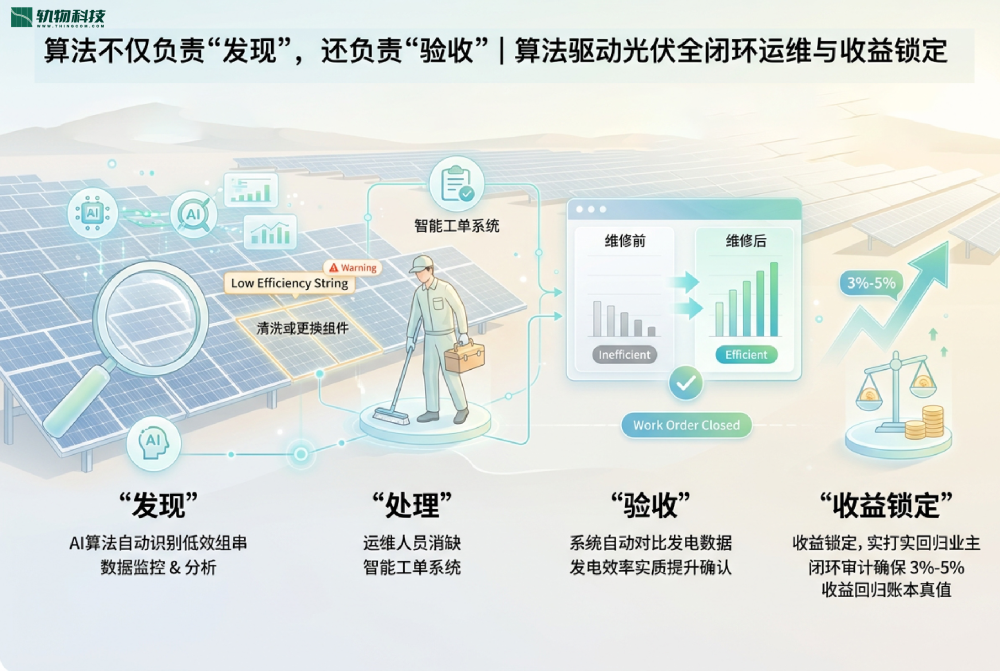 轨物科技
WWW.THINGCOM.COM
算法不仅负责“发现”，还负责“验收” | 算法驱动光伏全闭环运维与收益锁定
AI
AI
智能工单系统
Warning
Low Efficiency String
清洗或更换组件
维修前
维修后
Inefficient
Efficient
3%-5%
Work Order Closed
AI
“发现”
AI算法自动识别低效组串
数据监控 & 分析
“处理”
运维人员消缺
智能工单系统
“验收”
系统自动对比发电数据
发电效率实质提升确认
“收益锁定”
收益锁定, 实打实回归业主
闭环审计确保 3%-5%
收益回归账本真值